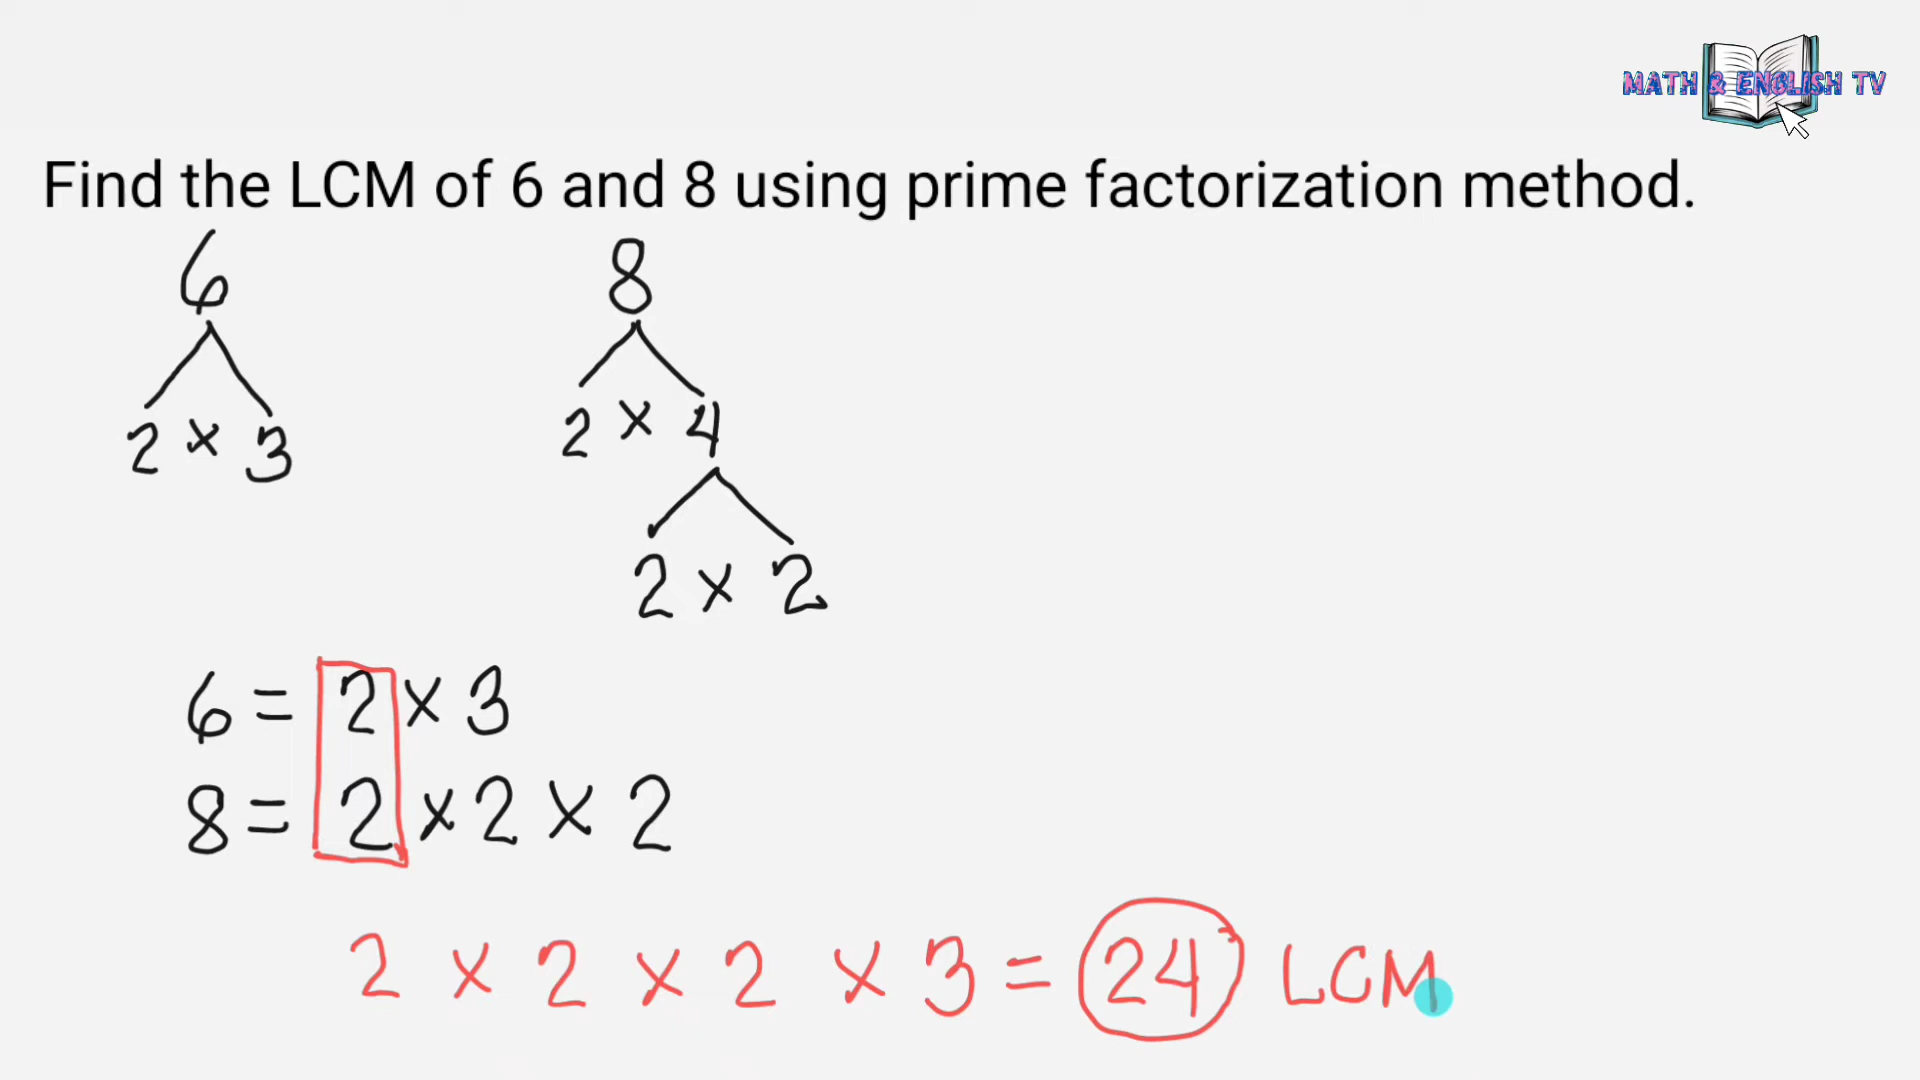 MATH & ENGLISH TV
Find the LCM of 6 and 8 using prime factorization method.
6 8
2 × 3 2 × 4
2 × 2
6 = 2 × 3
8 = 2 × 2 × 2
2 × 2 × 2 × 3 = 24 LCM